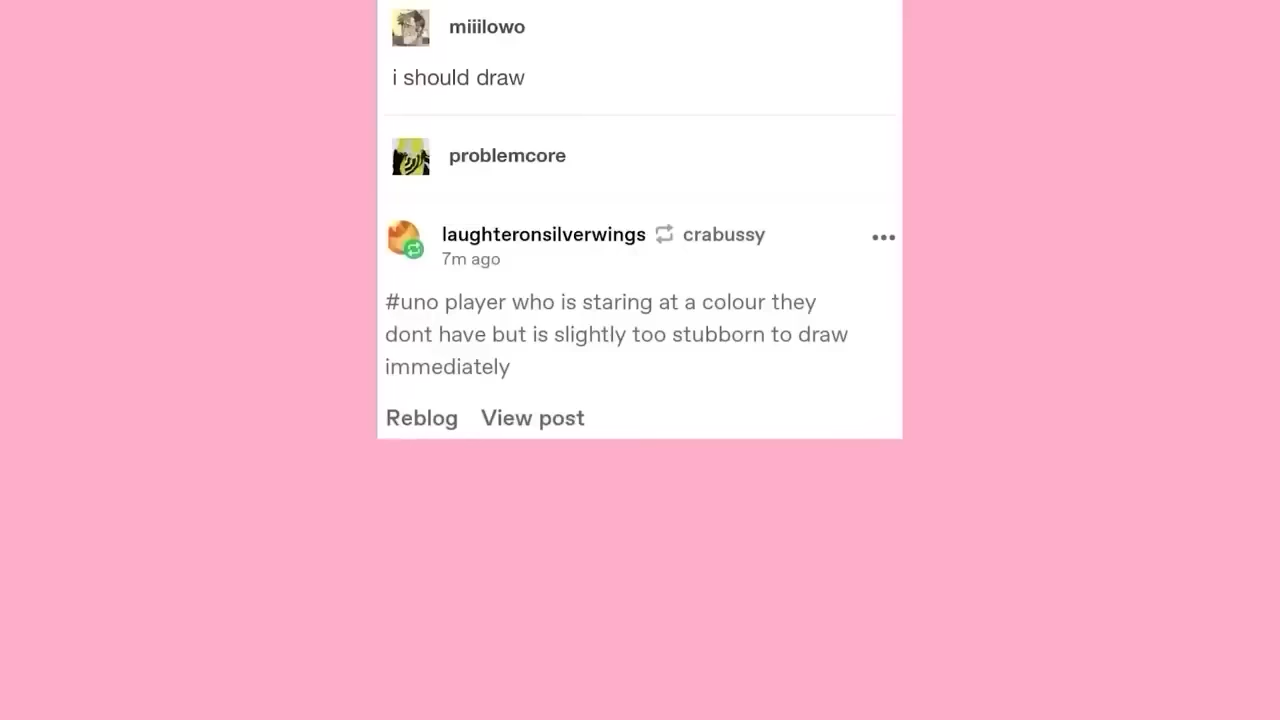 miiilowo
i should draw
problemcore
laughteronsilverwings crabussy
7m ago
#uno player who is staring at a colour they
dont have but is slightly too stubborn to draw
immediately
Reblog View post